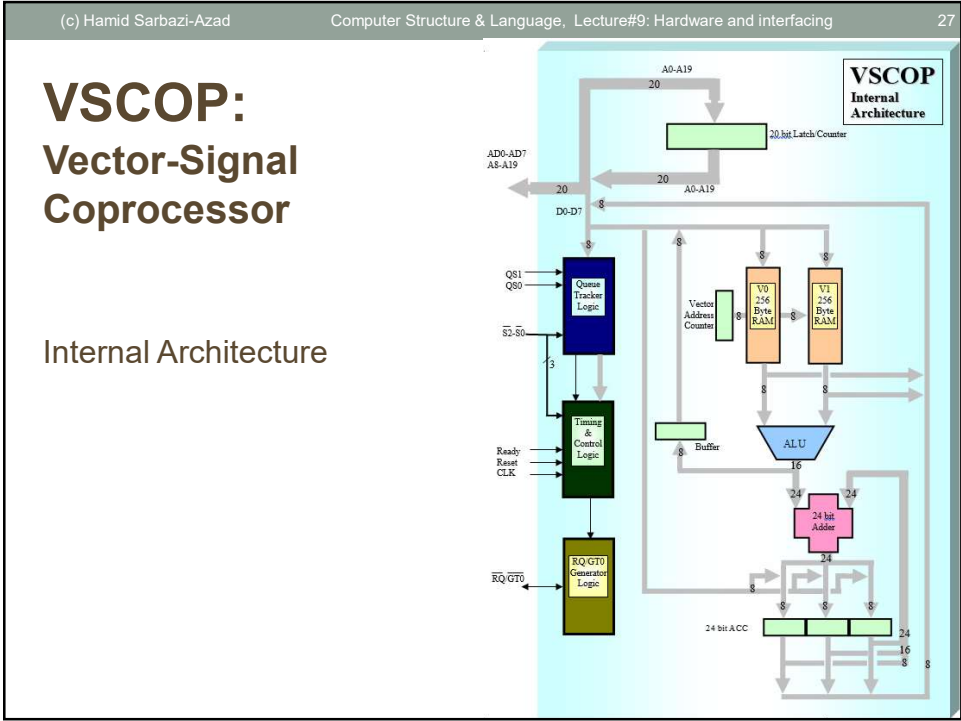 (c) Hamid Sarbazi-Azad Computer Structure & Language, Lecture#9: Hardware and interfacing 27
VSCOP:
Vector-Signal
Coprocessor
Internal Architecture
VSCOP
Internal
Architecture
A0-A19
20
20 bit Latch/Counter
AD0-AD7
A8-A19
20
20
A0-A19
D0-D7
8
8
8
8
8
QS1
QS0
Queue
Tracker
Logic
S2-S0
3
Vector
Address
Counter
8
V0
256
Byte
RAM
8
V1
256
Byte
RAM
8
8
Timing
&
Control
Logic
Ready
Reset
CLK
Buffer
8
ALU
16
24
24
24 bit
Adder
24
RQ/GT0
RQ/GT0
Generator
Logic
8
8
8
8
24 bit ACC
24
16
8
8